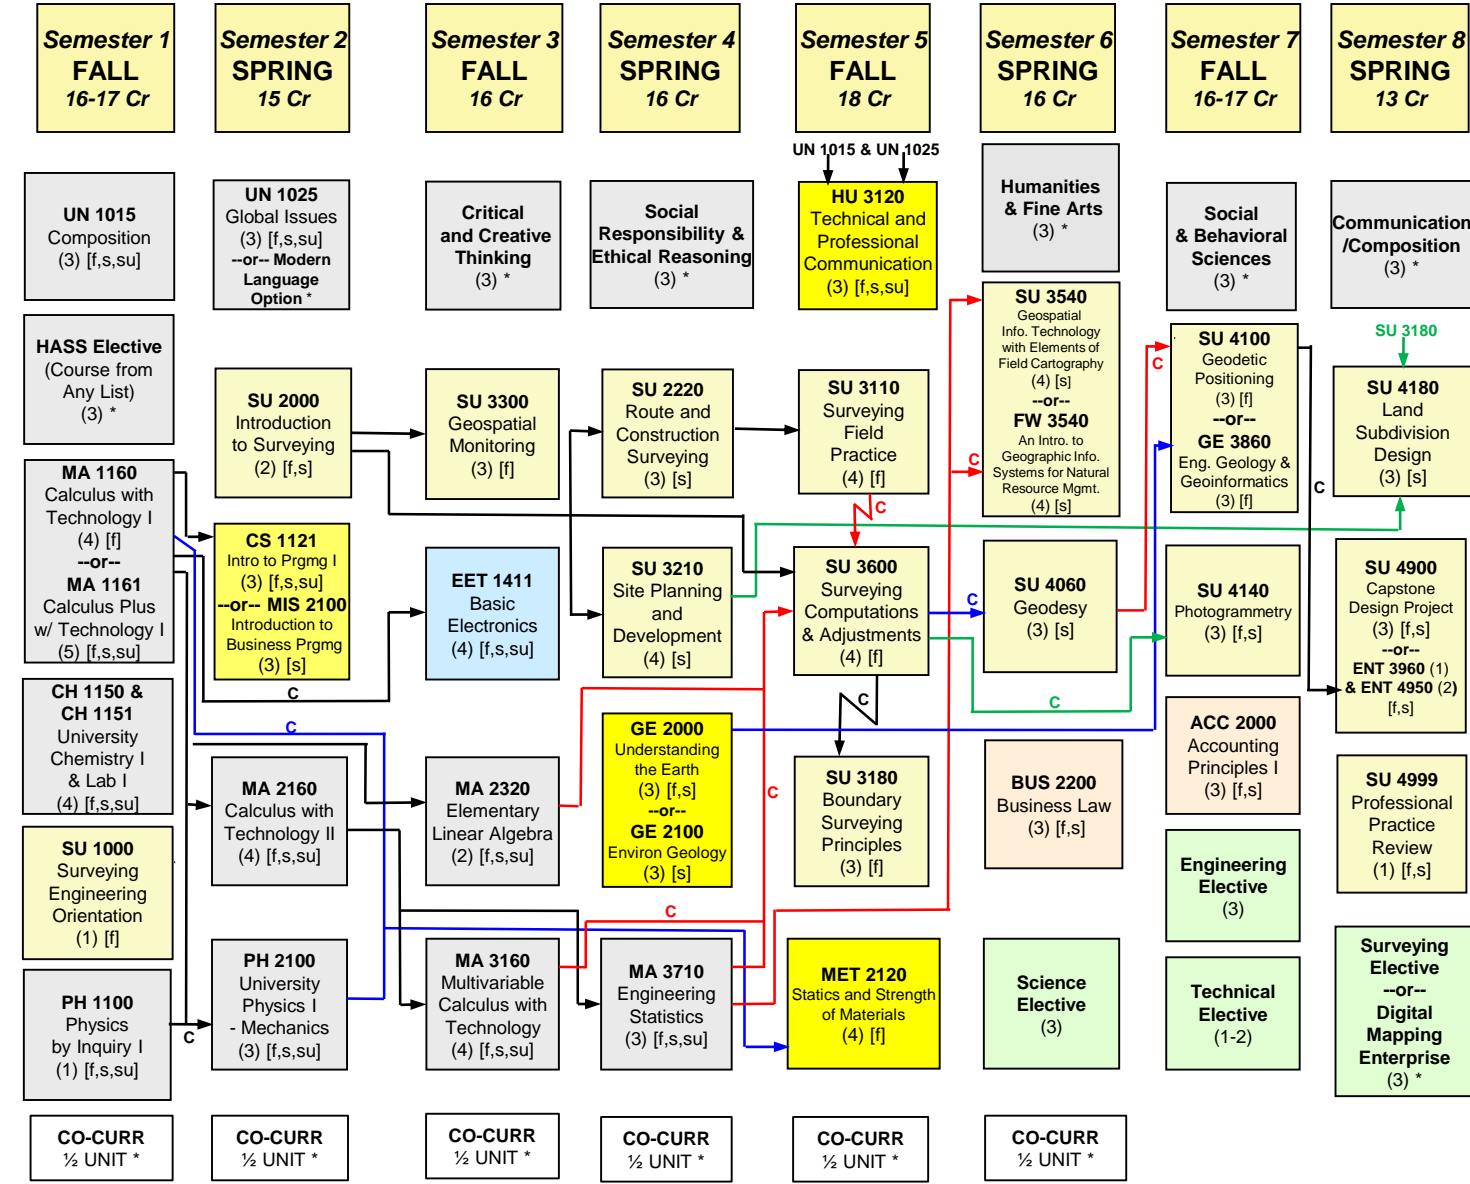 Semester 1
FALL
16-17 Cr
Semester 2
SPRING
15 Cr
Semester 3
FALL
16 Cr
Semester 4
SPRING
16 Cr
Semester 5
FALL
18 Cr
Semester 6
SPRING
16 Cr
Semester 7
FALL
16-17 Cr
Semester 8
SPRING
13 Cr
UN 1015
Composition
(3) [f,s,su]
HASS Elective
(Course from
Any List)
(3) *
MA 1160
Calculus with
Technology I
(4) [f]
--or--
MA 1161
Calculus Plus
w/ Technology I
(5) [f,s,su]
CH 1150 &
CH 1151
University
Chemistry I
& Lab I
(4) [f,s,su]
SU 1000
Surveying
Engineering
Orientation
(1) [f]
PH 1100
Physics
by Inquiry I
(1) [f,s,su]
CO-CURR
½ UNIT *
UN 1025
Global Issues
(3) [f,s,su]
--or-- Modern
Language
Option *
SU 2000
Introduction
to Surveying
(2) [f,s]
CS 1121
Intro to Prgmg I
(3) [f,s,su]
--or-- MIS 2100
Introduction to
Business Prgmg
(3) [s]
C
C
MA 2160
Calculus with
Technology II
(4) [f,s,su]
PH 2100
University
Physics I
- Mechanics
(3) [f,s,su]
C
CO-CURR
½ UNIT *
Critical
and Creative
Thinking
(3) *
SU 3300
Geospatial
Monitoring
(3) [f]
EET 1411
Basic
Electronics
(4) [f,s,su]
MA 2320
Elementary
Linear Algebra
(2) [f,s,su]
MA 3160
Multivariable
Calculus with
Technology
(4) [f,s,su]
CO-CURR
½ UNIT *
Social
Responsibility &
Ethical Reasoning
(3) *
SU 2220
Route and
Construction
Surveying
(3) [s]
SU 3210
Site Planning
and
Development
(4) [s]
GE 2000
Understanding
the Earth
(3) [f,s]
--or--
GE 2100
Environ Geology
(3) [s]
C
MA 3710
Engineering
Statistics
(3) [f,s,su]
CO-CURR
½ UNIT *
UN 1015 & UN 1025
HU 3120
Technical and
Professional
Communication
(3) [f,s,su]
SU 3110
Surveying
Field
Practice
(4) [f]
C
SU 3600
Surveying
Computations
& Adjustments
(4) [f]
C
C
SU 3180
Boundary
Surveying
Principles
(3) [f]
MET 2120
Statics and Strength
of Materials
(4) [f]
CO-CURR
½ UNIT *
Humanities
& Fine Arts
(3) *
SU 3540
Geospatial
Info. Technology
with Elements of
Field Cartography
(4) [s]
--or--
FW 3540
An Intro. to
Geographic Info.
Systems for Natural
Resource Mgmt.
(4) [s]
C
C
SU 4060
Geodesy
(3) [s]
C
BUS 2200
Business Law
(3) [f,s]
Science
Elective
(3)
CO-CURR
½ UNIT *
Social
& Behavioral
Sciences
(3) *
C
SU 4100
Geodetic
Positioning
(3) [f]
--or--
GE 3860
Eng. Geology &
Geoinformatics
(3) [f]
SU 4140
Photogrammetry
(3) [f,s]
ACC 2000
Accounting
Principles I
(3) [f,s]
Engineering
Elective
(3)
Technical
Elective
(1-2)
Communication
/Composition
(3) *
SU 3180
SU 4180
Land
Subdivision
Design
(3) [s]
C
SU 4900
Capstone
Design Project
(3) [f,s]
--or--
ENT 3960 (1)
& ENT 4950 (2)
[f,s]
SU 4999
Professional
Practice
Review
(1) [f,s]
Surveying
Elective
--or--
Digital
Mapping
Enterprise
(3) *